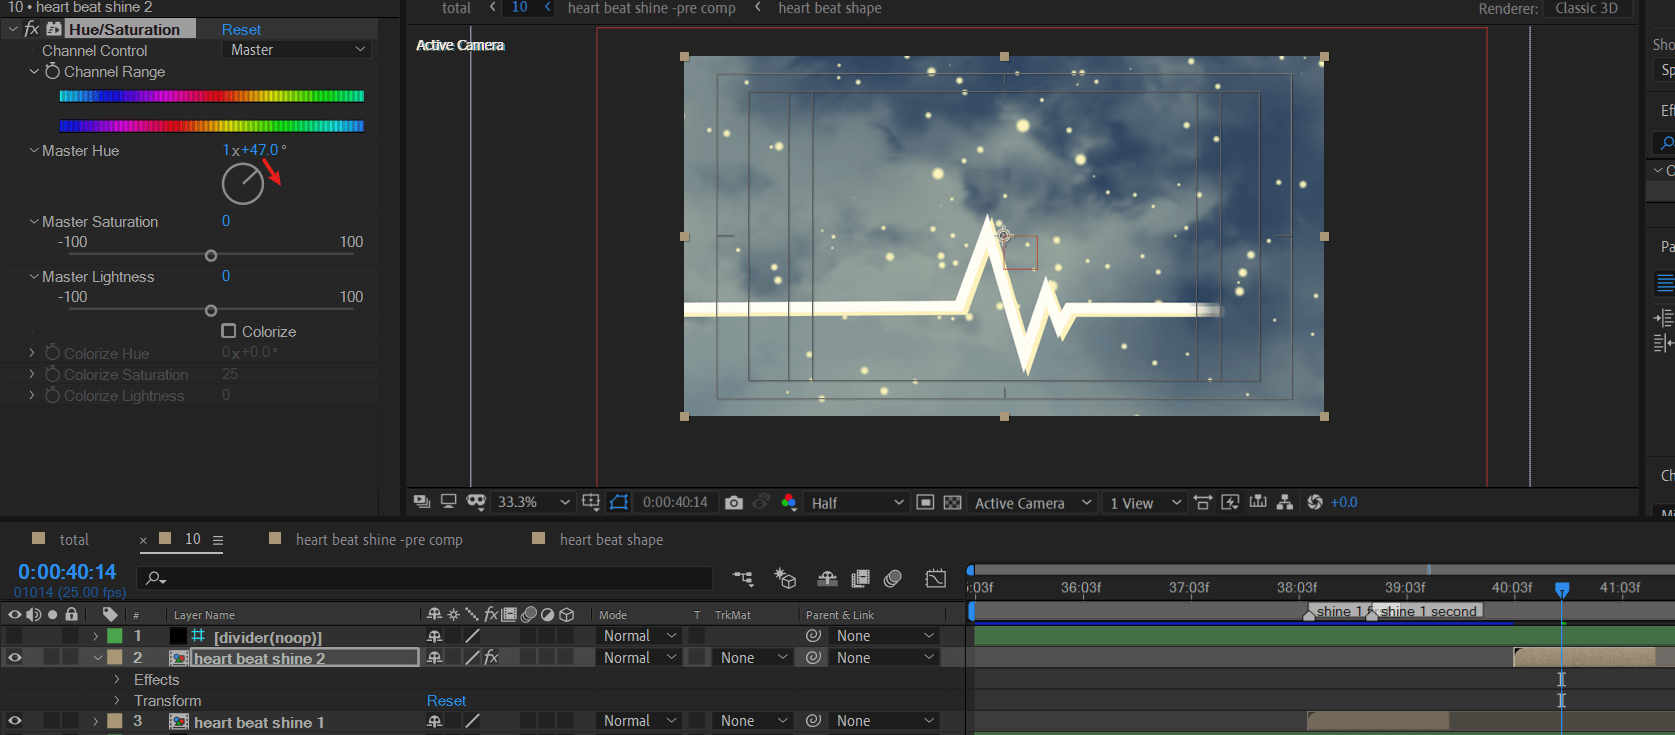 10 • heart beat shine 2
total
10
heart beat shine -pre comp
heart beat shape
Renderer:
Classic 3D
fx Hue/Saturation
Reset
Channel Control
Master
Channel Range
Master Hue
1x+47.0°
Master Saturation
0
-100
100
Master Lightness
0
-100
100
Colorize
Colorize Hue
0x+0.0°
Colorize Saturation
25
Colorize Lightness
0
Active Camera
Sho
Sp
Eff
Pa
Ch
33.3%
0:00:40:14
Half
Active Camera
1 View
+0.0
total
× 10
heart beat shine -pre comp
heart beat shape
0:00:40:14
01014 (25.00 fps)
:03f
36:03f
37:03f
38:03f
39:03f
40:03f
41:03f
#
Layer Name
fx
Mode
T
TrkMat
Parent & Link
shine 1 f
shine 1 second
1
[divider(noop)]
Normal
None
2
heart beat shine 2
fx
Normal
None
None
Effects
Transform
Reset
3
heart beat shine 1
Normal
None
None